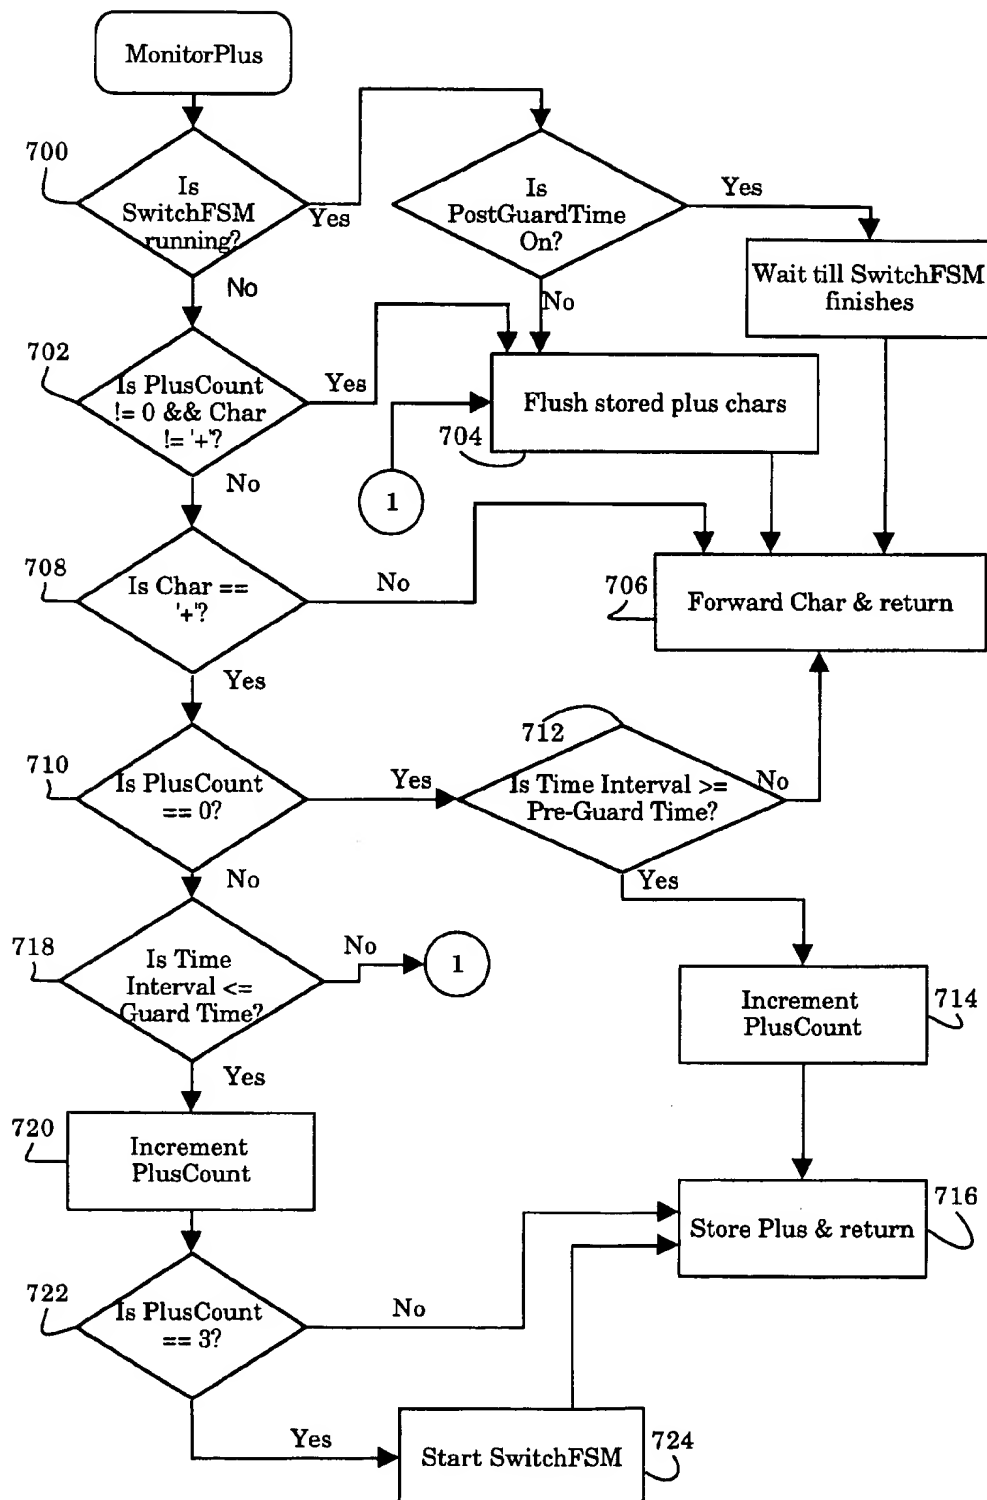 MonitorPlus
700
Is
SwitchFSM
running?
Yes
No
Is
PostGuardTime
On?
Yes
No
Wait till SwitchFSM
finishes
702
Is PlusCount
!= 0 && Char
!= '+'?
Yes
No
Flush stored plus chars
704
1
708
Is Char ==
'+'?
No
Yes
706
Forward Char & return
710
Is PlusCount
== 0?
Yes
No
712
Is Time Interval >=
Pre-Guard Time?
No
Yes
718
Is Time
Interval <=
Guard Time?
No
1
Yes
Increment
PlusCount
714
720
Increment
PlusCount
Store Plus & return
716
722
Is PlusCount
== 3?
No
Yes
Start SwitchFSM
724